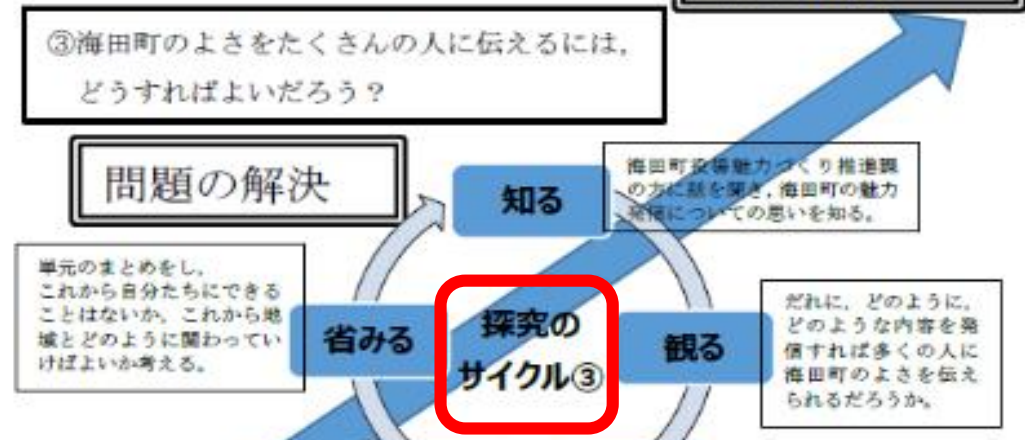 ③海田町のよさをたくさんの人に伝えるには，
どうすればよいだろう？
問題の解決
知る
海田町役場魅力づくり推進課
の方に話を聞き，海田町の魅力
発信についての思いを知る。
単元のまとめをし，
これから自分たちにできる
ことはないか，これから地
域とどのように関わってい
けばよいか考える。
省みる
探究の
サイクル③
観る
だれに，どのように，
どのような内容を発
信すれば多くの人に
海田町のよさを伝え
られるだろうか。